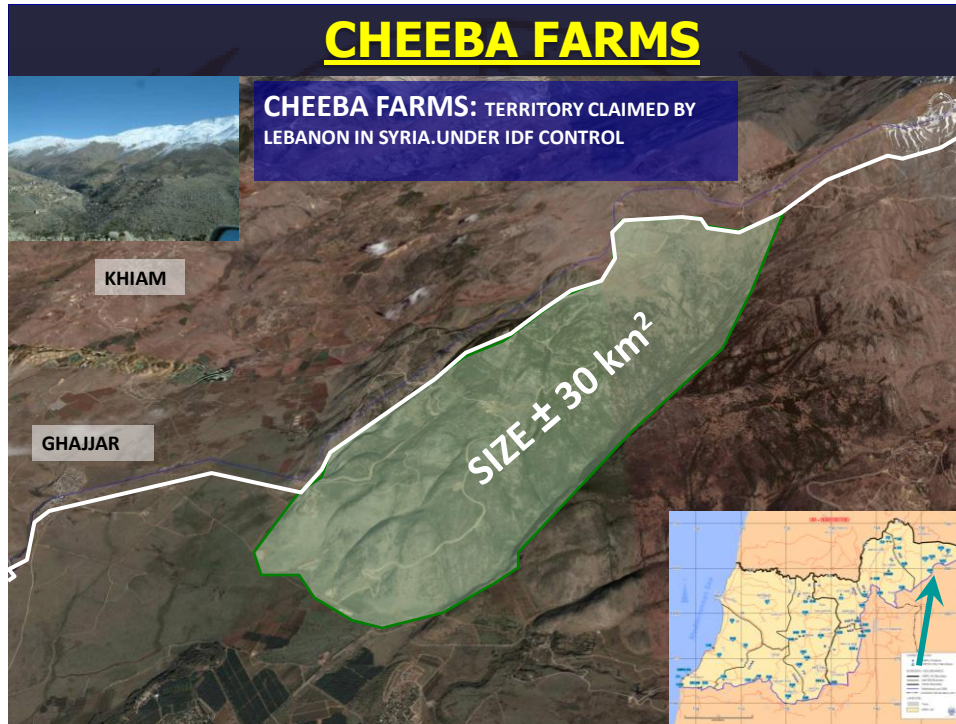 CHEEBA FARMS
CHEEBA FARMS: TERRITORY CLAIMED BY
LEBANON IN SYRIA.UNDER IDF CONTROL
KHIAM
SIZE ± 30 km²
GHAJJAR